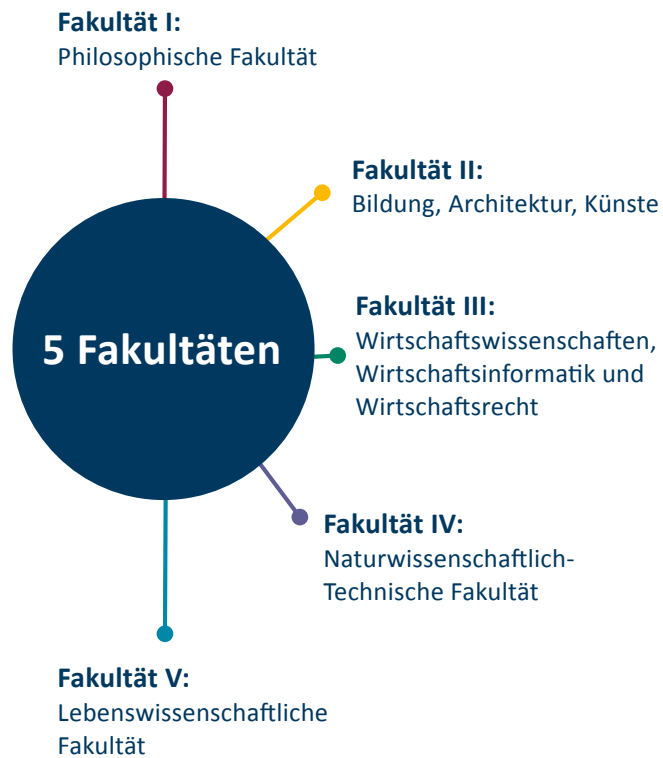 Fakultät I:
Philosophische Fakultät
Fakultät II:
Bildung, Architektur, Künste
5 Fakultäten
Fakultät III:
Wirtschaftswissenschaften,
Wirtschaftsinformatik und
Wirtschaftsrecht
Fakultät IV:
Naturwissenschaftlich-
Technische Fakultät
Fakultät V:
Lebenswissenschaftliche
Fakultät